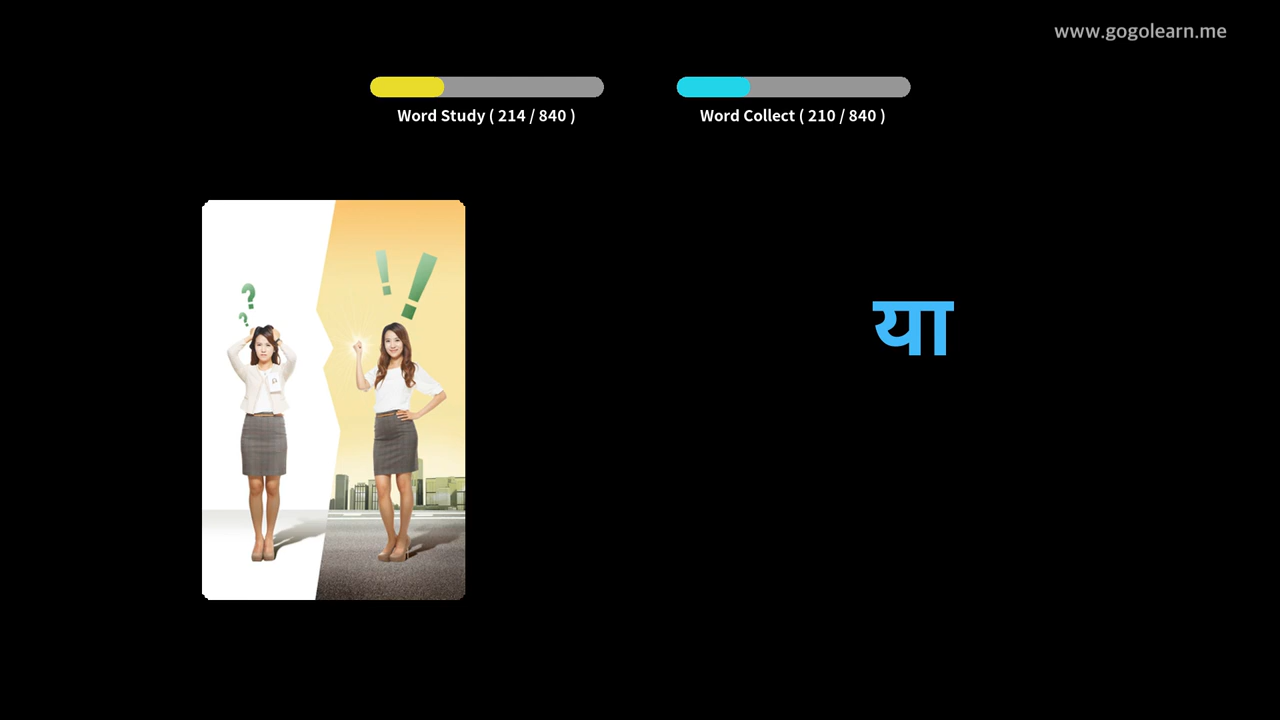 www.gogolearn.me
Word Study ( 214 / 840 )
Word Collect ( 210 / 840 )
? ?
! !
या